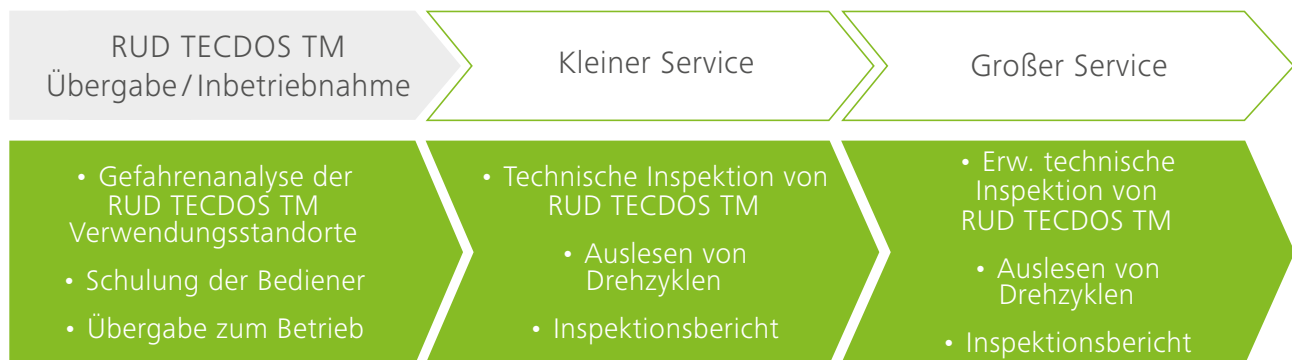 RUD TECDOS TM
Übergabe/Inbetriebnahme
Kleiner Service
Großer Service
• Gefahrenanalyse der
RUD TECDOS TM
Verwendungsstandorte
• Schulung der Bediener
• Übergabe zum Betrieb
• Technische Inspektion von
RUD TECDOS TM
• Auslesen von
Drehzyklen
• Inspektionsbericht
• Erw. technische
Inspektion von
RUD TECDOS TM
• Auslesen von
Drehzyklen
• Inspektionsbericht